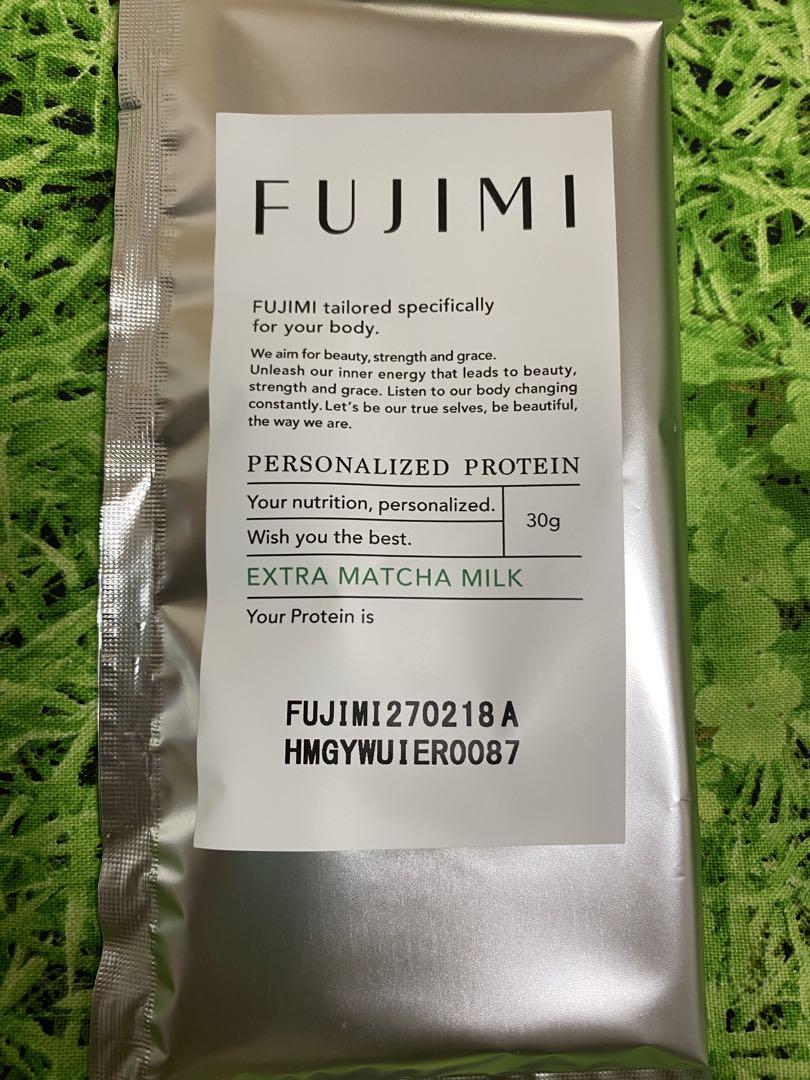 FUJIMI
FUJIMI tailored specifically
for your body.
We aim for beauty, strength and grace.
Unleash our inner energy that leads to beauty,
strength and grace. Listen to our body changing
constantly. Let's be our true selves, be beautiful,
the way we are.
PERSONALIZED PROTEIN
Your nutrition, personalized.
30g
Wish you the best.
EXTRA MATCHA MILK
Your Protein is
FUJIMI270218A
HMGYWUIER0087